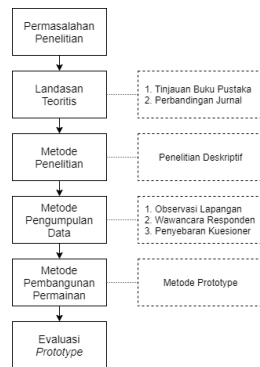 Permasalahan
Penelitian
Landasan
Teoritis
1. Tinjauan Buku Pustaka
2. Perbandingan Jurnal
Metode
Penelitian
Penelitian Deskriptif
Metode
Pengumpulan
Data
1. Observasi Lapangan
2. Wawancara Responden
3. Penyebaran Kuesioner
Metode
Pembangunan
Permainan
Metode Prototype
Evaluasi
Prototype